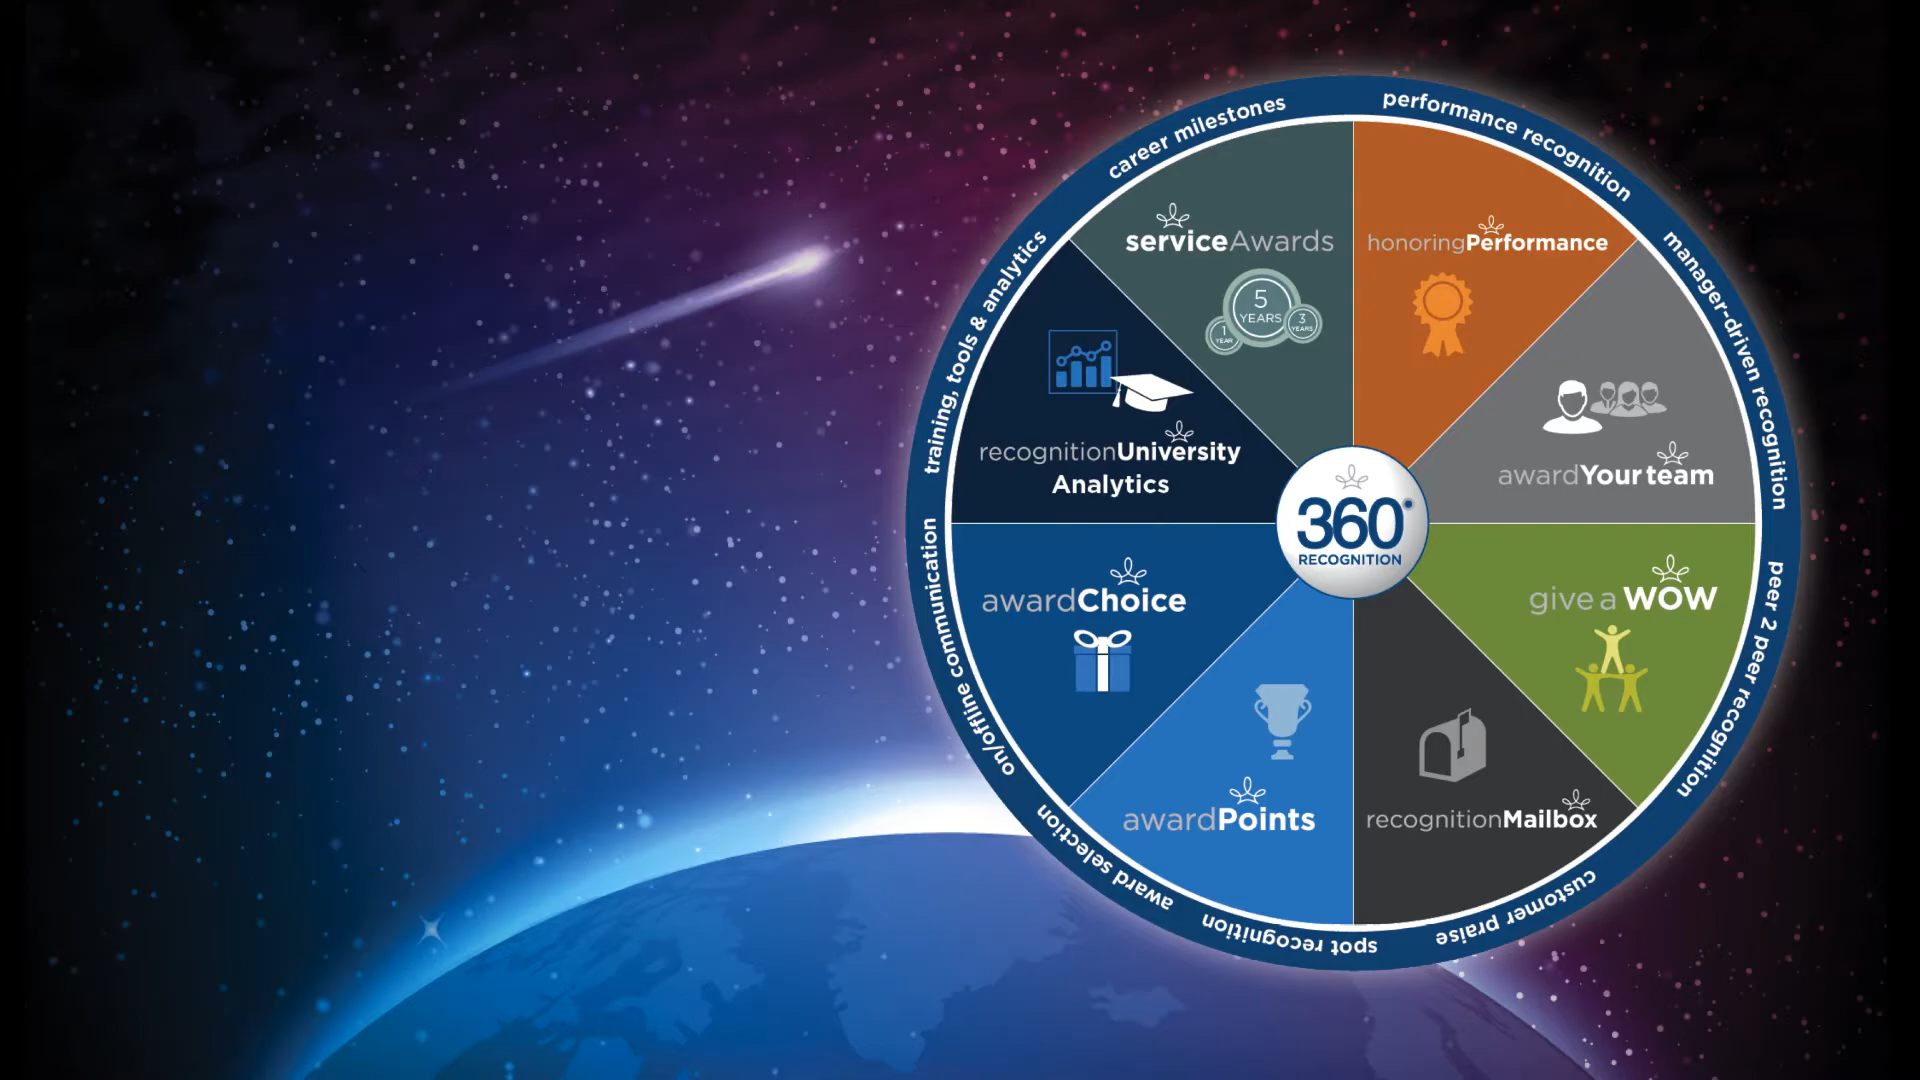 career milestones
performance recognition
manager-driven recognition
peer 2 peer recognition
customer praise
spot recognition
award selection
on/offline communication
training, tools & analytics
serviceAwards
5
YEARS
1
YEAR
3
YEARS
honoringPerformance
awardYour team
give a WOW
recognitionMailbox
awardPoints
awardChoice
recognitionUniversity
Analytics
360°
RECOGNITION